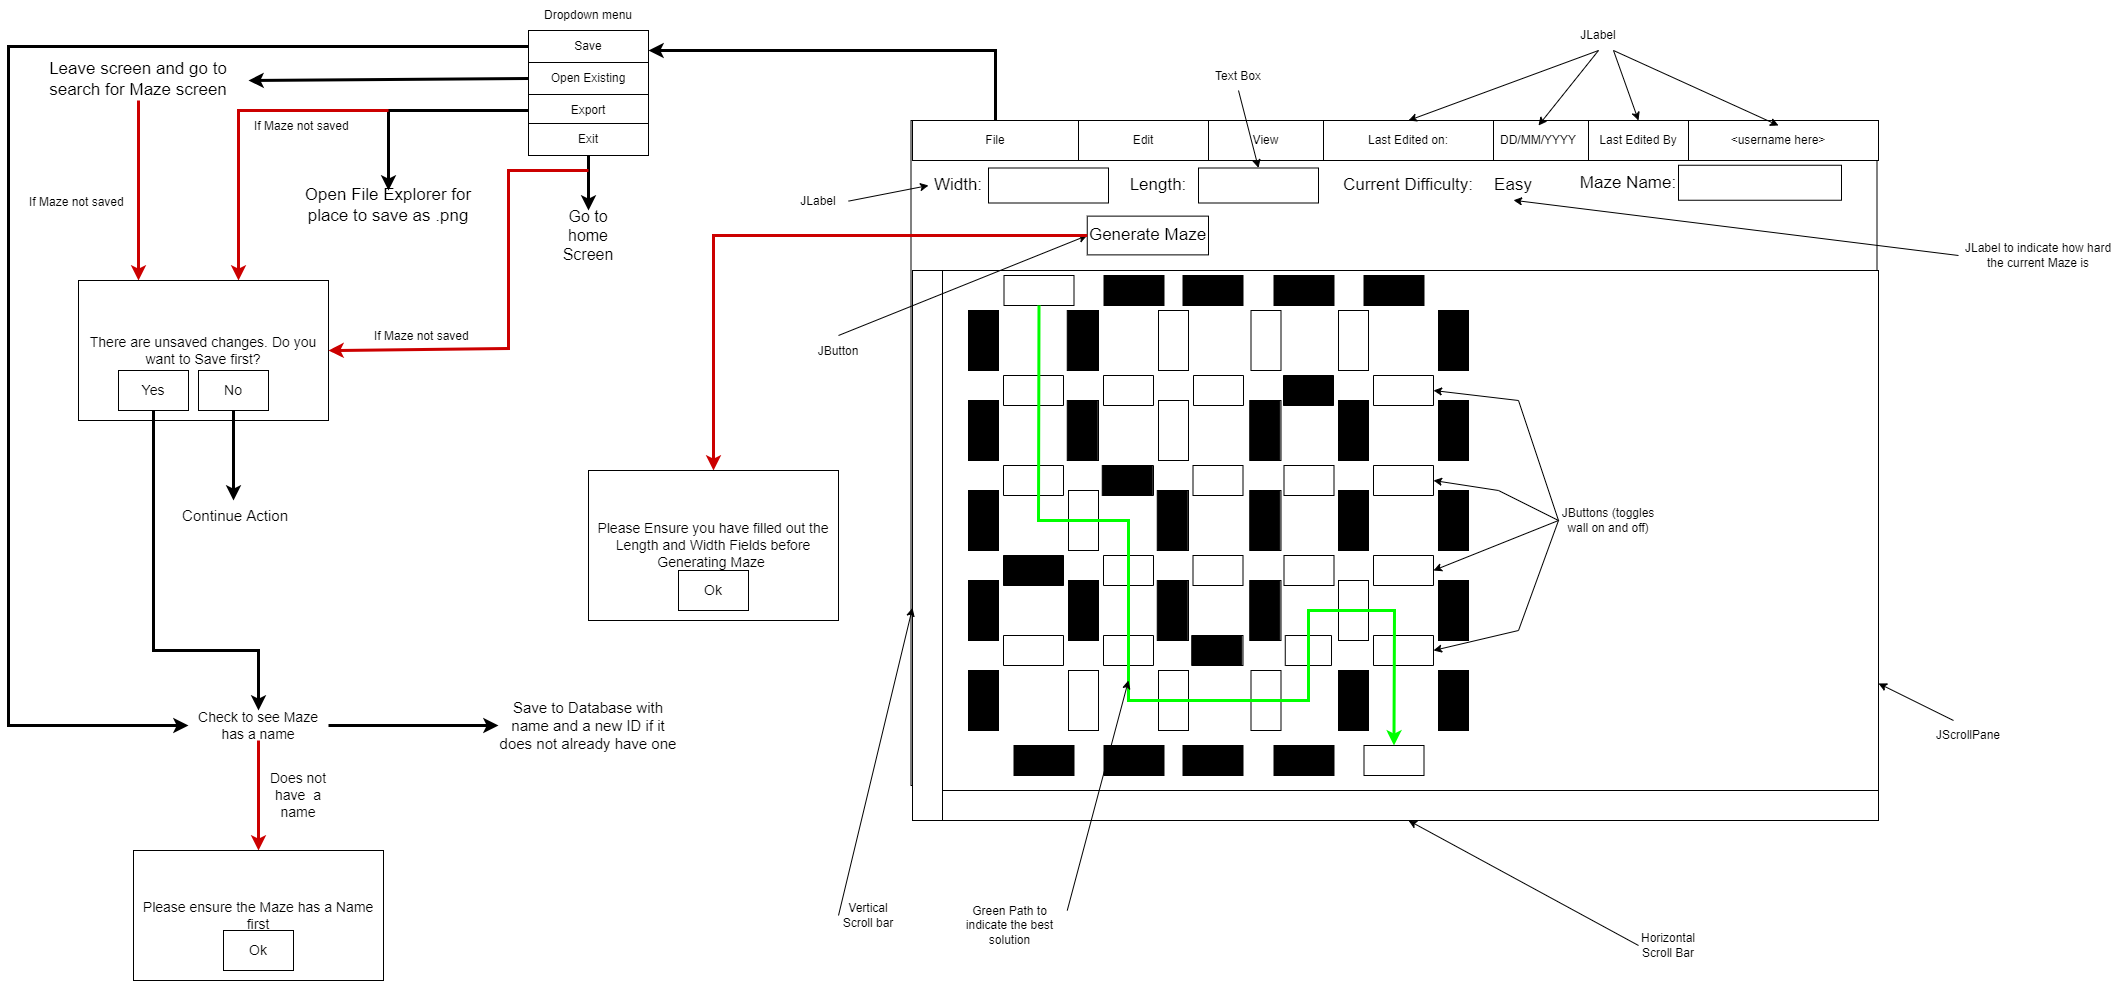 Dropdown menu
Save
Open Existing
Export
Exit
Leave screen and go to
search for Maze screen
If Maze not saved
If Maze not saved
Open File Explorer for
place to save as .png
Go to
home
Screen
If Maze not saved
There are unsaved changes. Do you
want to Save first?
Yes
No
Continue Action
Check to see Maze
has a name
Save to Database with
name and a new ID if it
does not already have one
Does not
have a
name
Please ensure the Maze has a Name
first
Ok
Please Ensure you have filled out the
Length and Width Fields before
Generating Maze
Ok
JLabel
Text Box
File
Edit
View
Last Edited on:
DD/MM/YYYY
Last Edited By
<username here>
JLabel
Width:
Length:
Current Difficulty:
Easy
Maze Name:
Generate Maze
JLabel to indicate how hard
the current Maze is
JButton
JButtons (toggles
wall on and off)
JScrollPane
Vertical
Scroll bar
Green Path to
indicate the best
solution
Horizontal
Scroll Bar